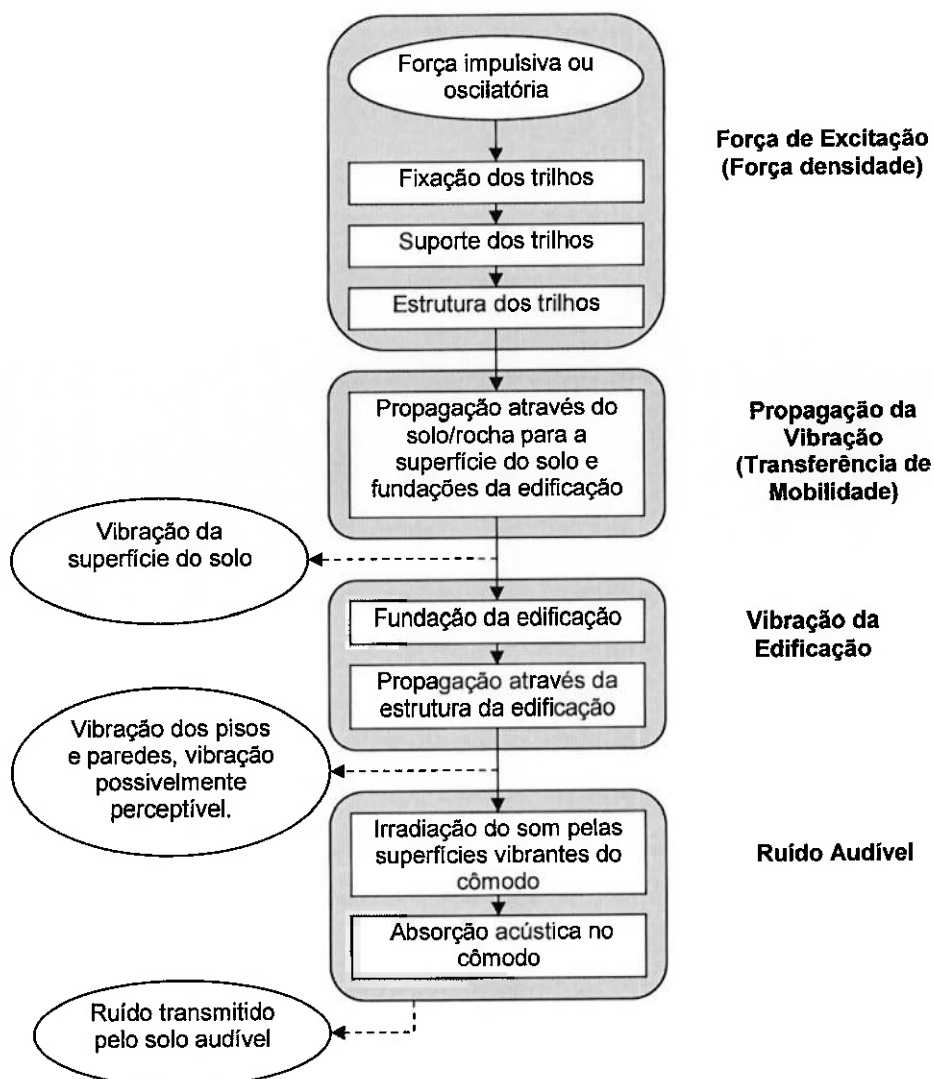 Força impulsiva ou
oscilatória
Força de Excitação
(Força densidade)
Fixação dos trilhos
Suporte dos trilhos
Estrutura dos trilhos
Propagação através do
solo/rocha para a
superfície do solo e
fundações da edificação
Propagação da
Vibração
(Transferência de
Mobilidade)
Vibração da
superfície do solo
Fundação da edificação
Propagação através da
estrutura da edificação
Vibração da
Edificação
Vibração dos pisos
e paredes, vibração
possivelmente
perceptível.
Irradiação do som pelas
superfícies vibrantes do
cômodo
Absorção acústica no
cômodo
Ruído Audível
Ruído transmitido
pelo solo audível